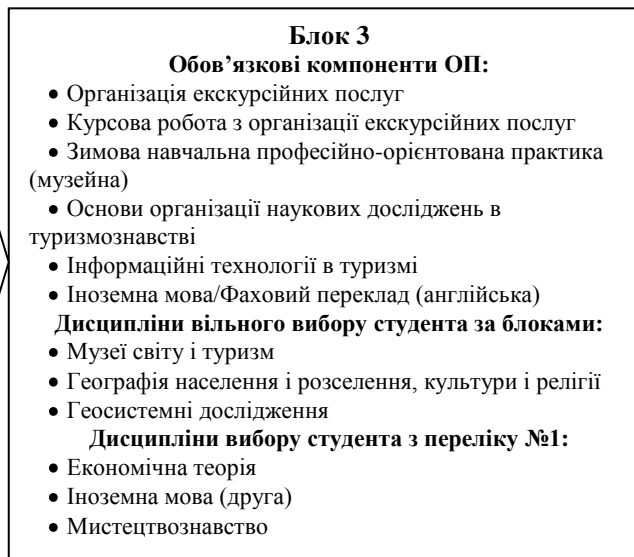 Блок 3
Обов’язкові компоненти ОП:
• Організація екскурсійних послуг
• Курсова робота з організації екскурсійних послуг
• Зимова навчальна професійно-орієнтована практика
(музейна)
• Основи організації наукових досліджень в
туризмознавстві
• Інформаційні технології в туризмі
• Іноземна мова/Фаховий переклад (англійська)
Дисципліни вільного вибору студента за блоками:
• Музеї світу і туризм
• Географія населення і розселення, культури і релігії
• Геосистемні дослідження
Дисципліни вибору студента з переліку №1:
• Економічна теорія
• Іноземна мова (друга)
• Мистецтвознавство